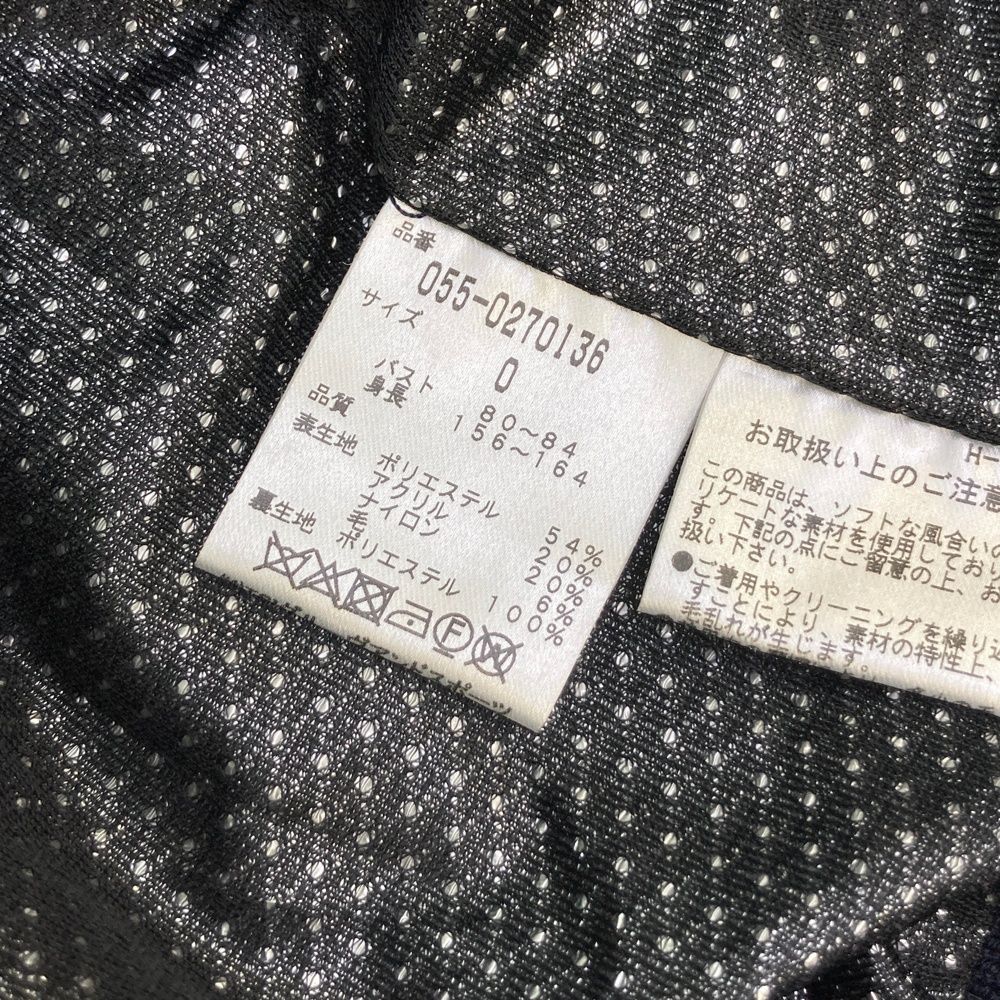 品番
055-0270136
サイズ
0
バスト 80~84
身長 156~164
品質
表生地 ポリエステル 54%
アクリル 20%
ナイロン 20%
毛 6%
裏生地 ポリエステル 100%
H-
お取扱い上のご注意
この商品は、ソフトな風合いの
リケートな素材を使用しており
す。下記の点にご留意の上、お
扱い下さい。
●ご着用やクリーニングを繰り返
すことにより 素材の特性上、
毛乱れが生じます。